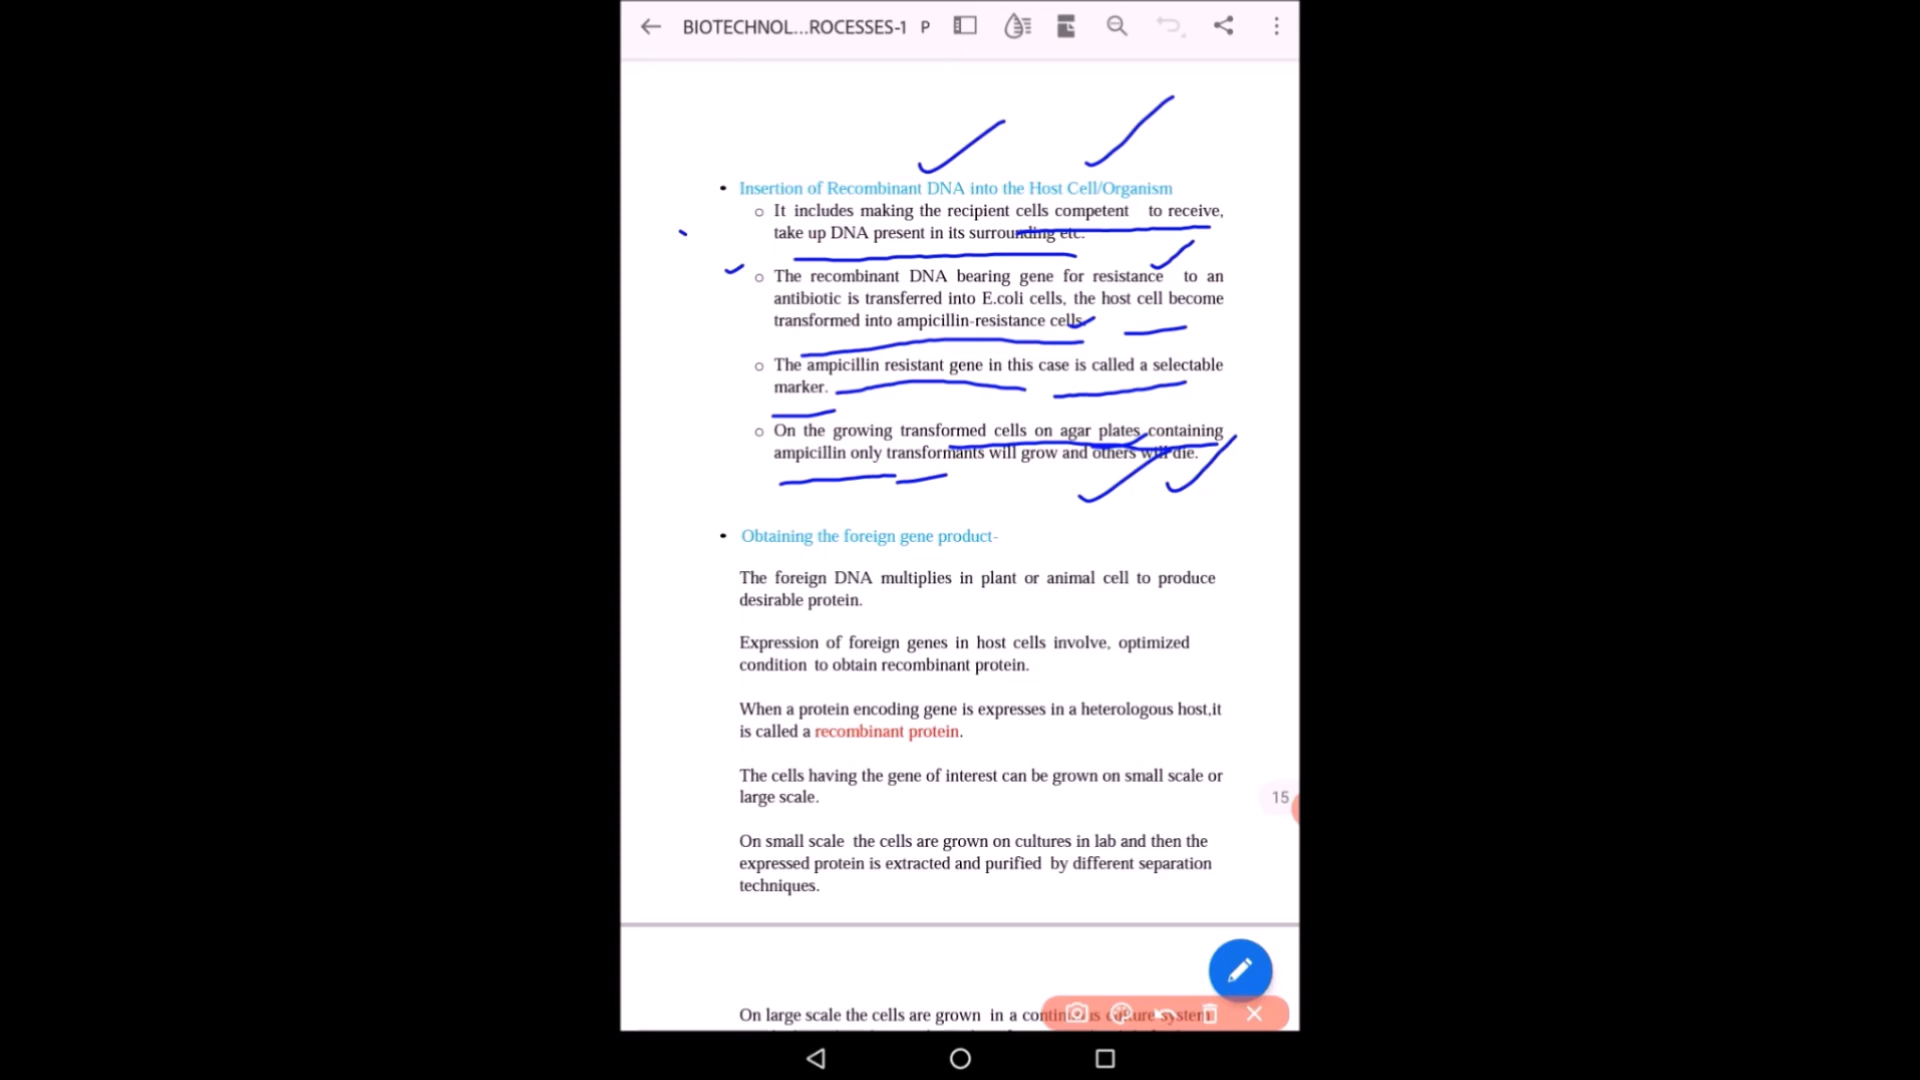 BIOTECHNOL...ROCESSES-1 P
• Insertion of Recombinant DNA into the Host Cell/Organism
o It includes making the recipient cells competent to receive,
take up DNA present in its surrounding etc.
o The recombinant DNA bearing gene for resistance to an
antibiotic is transferred into E.coli cells, the host cell become
transformed into ampicillin-resistance cells.
o The ampicillin resistant gene in this case is called a selectable
marker.
o On the growing transformed cells on agar plates containing
ampicillin only transformants will grow and others will die.
• Obtaining the foreign gene product-
The foreign DNA multiplies in plant or animal cell to produce
desirable protein.
Expression of foreign genes in host cells involve, optimized
condition to obtain recombinant protein.
When a protein encoding gene is expresses in a heterologous host,it
is called a recombinant protein.
The cells having the gene of interest can be grown on small scale or
large scale.
15
On small scale the cells are grown on cultures in lab and then the
expressed protein is extracted and purified by different separation
techniques.
On large scale the cells are grown in a continuous culture system